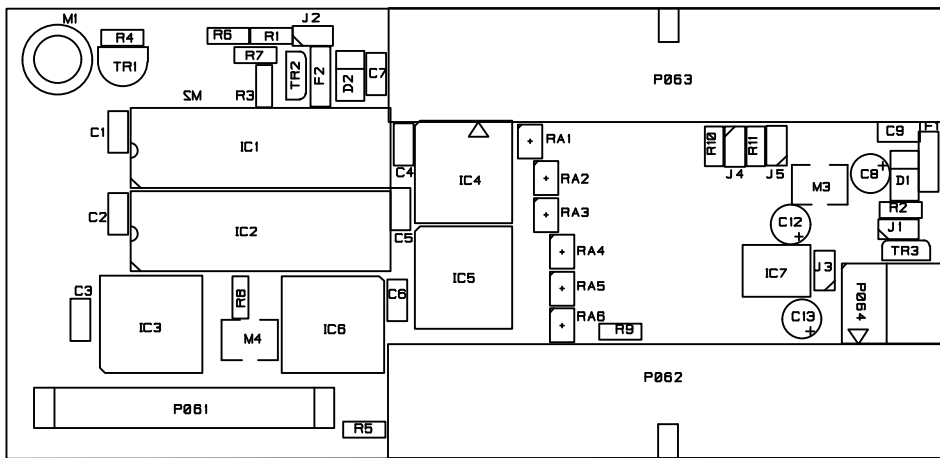 M1
R4
TR1
R6
R1
J2
R7
R3
TR2
F2
D2
C7
P063
M2
C1
IC1
C4
IC4
RA1
R10
J4
R11
J5
C9
F1
C8
D1
M3
RA2
C2
IC2
C5
RA3
C12
R2
J1
TR3
IC5
RA4
IC7
J3
C3
IC3
R8
M4
IC6
C6
RA5
RA6
R9
C13
P064
P062
P061
R5